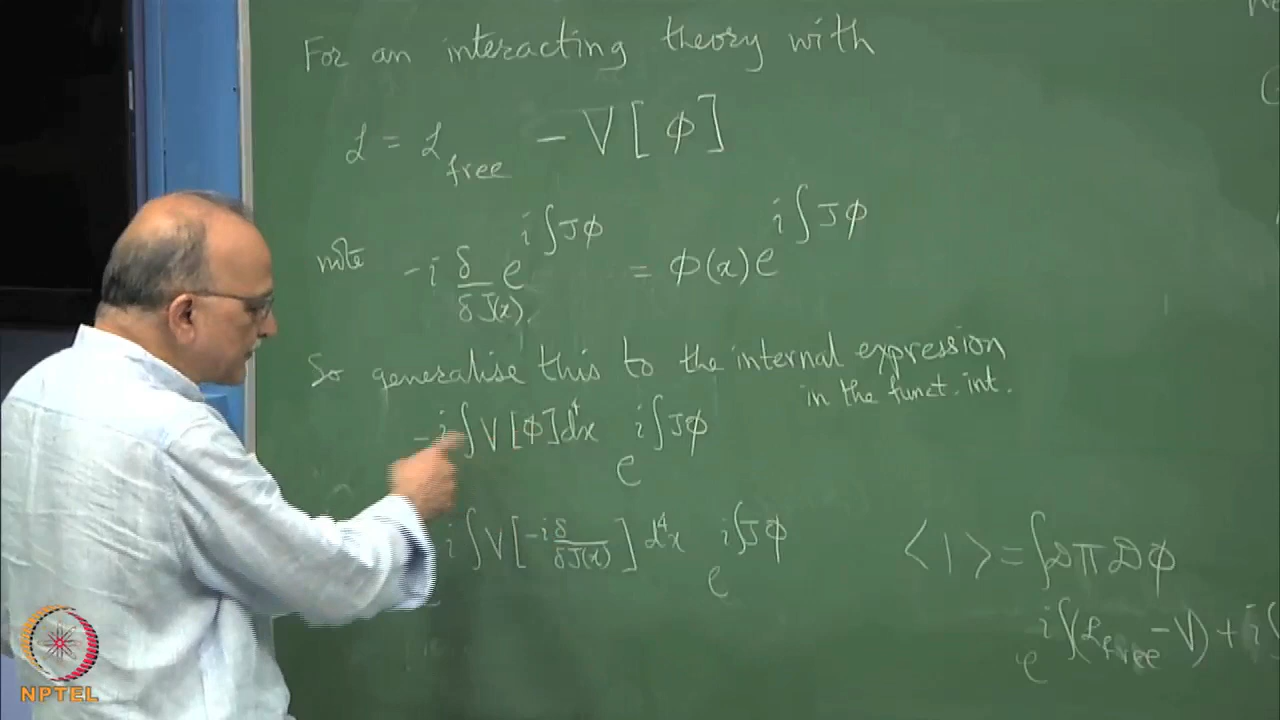 For an interacting theory with
ℒ = ℒ_free − V[ϕ]
note −i δ/δJ(x) e^{i∫Jϕ} = ϕ(x) e^{i∫Jϕ}
So generalise this to the internal expression
in the funct. int.
−i∫V[ϕ]d⁴x e^{i∫Jϕ}
i∫V[−iδ/δJ(x)]d⁴x e^{i∫Jϕ}
⟨|⟩ = ∫𝒟π𝒟ϕ
e^{i∫(ℒ_free − V) + i∫
NPTEL